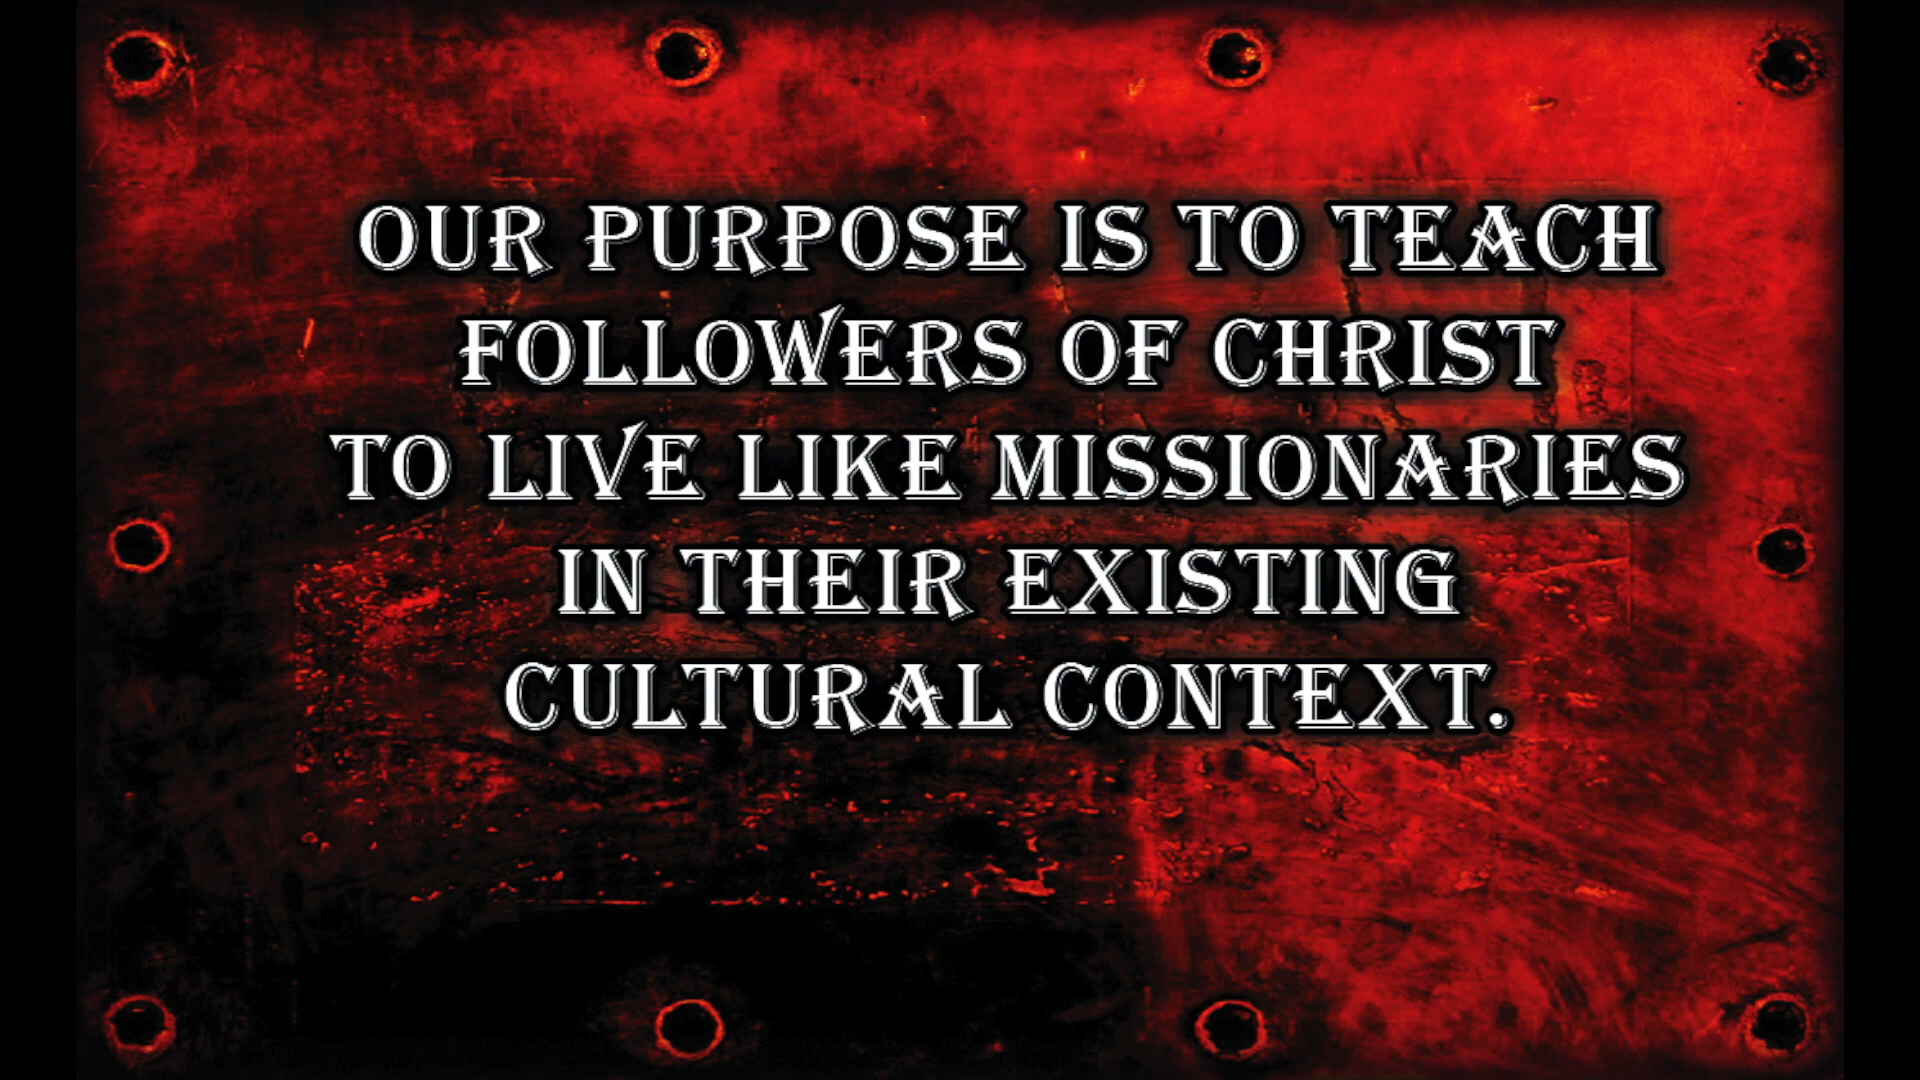 OUR PURPOSE IS TO TEACH
FOLLOWERS OF CHRIST
TO LIVE LIKE MISSIONARIES
IN THEIR EXISTING
CULTURAL CONTEXT.